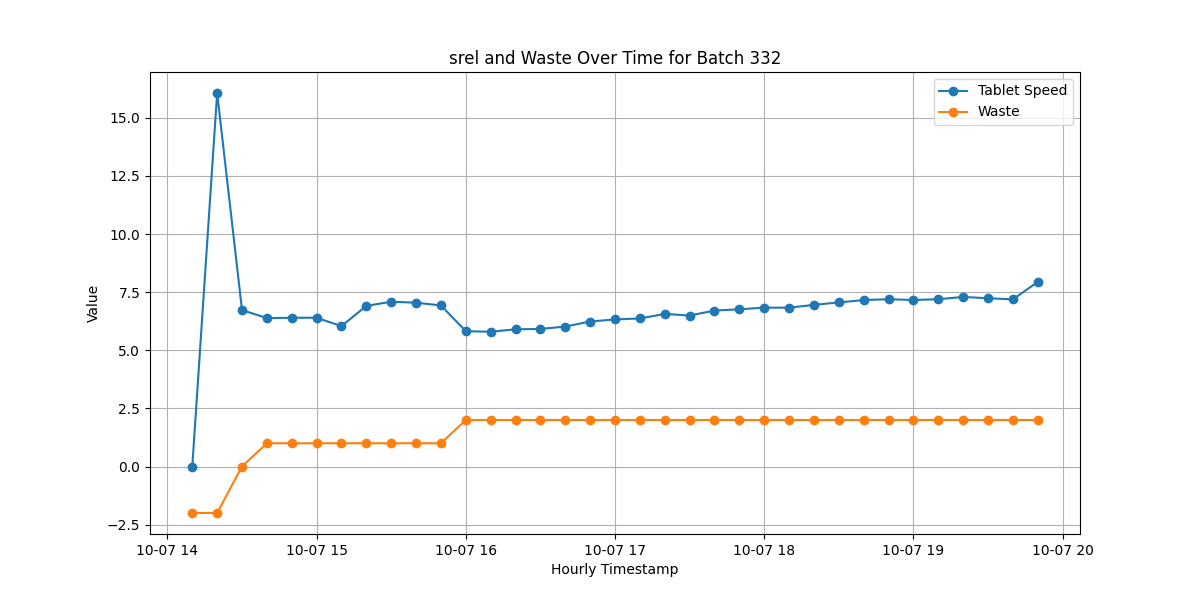 srel and Waste Over Time for Batch 332
Tablet Speed
Waste
15.0
12.5
10.0
7.5
5.0
2.5
0.0
−2.5
Value
10-07 14 10-07 15 10-07 16 10-07 17 10-07 18 10-07 19 10-07 20
Hourly Timestamp